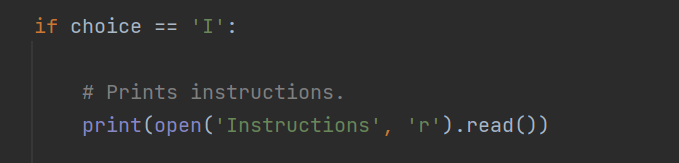 if choice == 'I':
# Prints instructions.
print(open('Instructions', 'r').read())